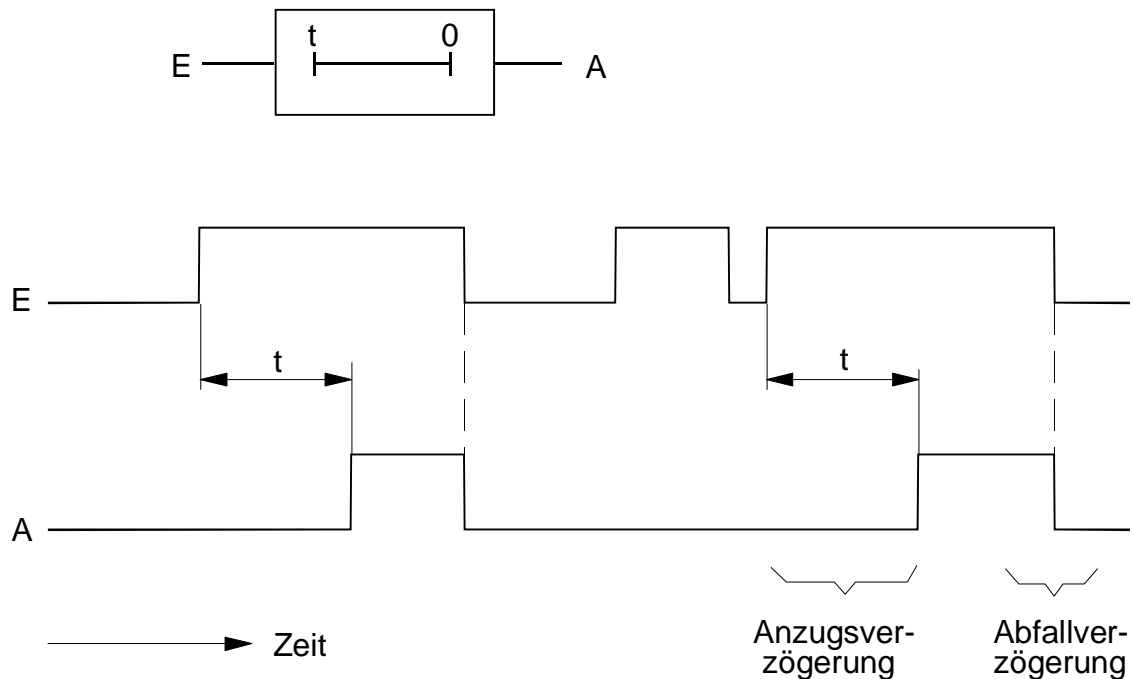 t 0
E A
E
t t
A
Zeit
Anzugsver-
zögerung
Abfallver-
zögerung